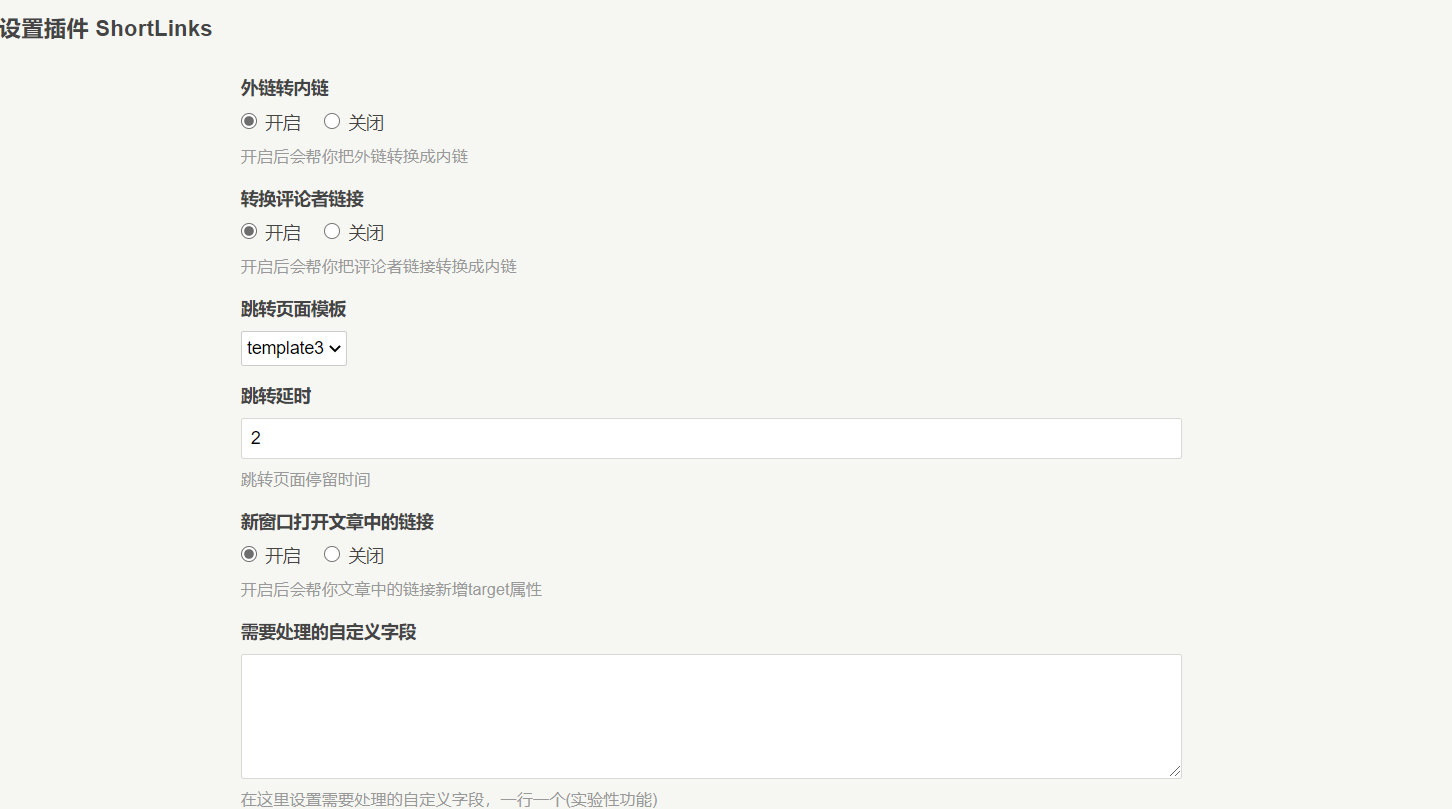 设置插件 ShortLinks
外链转内链
开启 关闭
开启后会帮你把外链转换成内链
转换评论者链接
开启 关闭
开启后会帮你把评论者链接转换成内链
跳转页面模板
template3
跳转延时
2
跳转页面停留时间
新窗口打开文章中的链接
开启 关闭
开启后会帮你文章中的链接新增target属性
需要处理的自定义字段
在这里设置需要处理的自定义字段，一行一个(实验性功能)